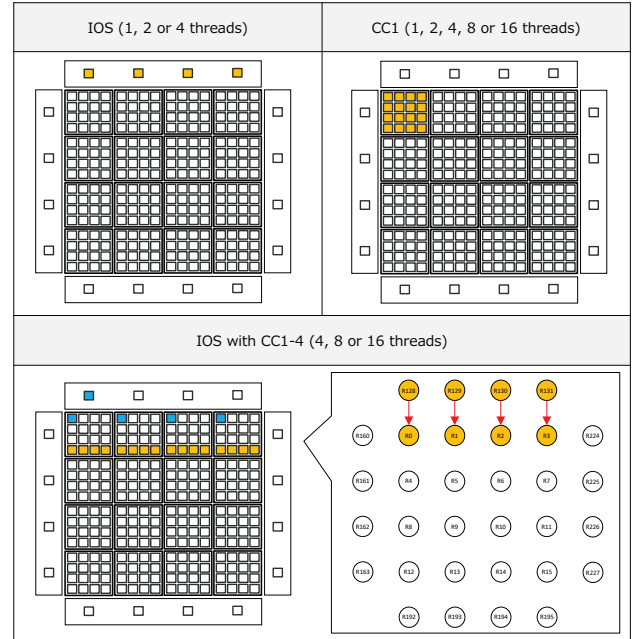 IOS (1, 2 or 4 threads)
CC1 (1, 2, 4, 8 or 16 threads)
IOS with CC1-4 (4, 8 or 16 threads)
R128 R129 R130 R131
R160 R0 R1 R2 R3 R224
R161 R4 R5 R6 R7 R225
R162 R8 R9 R10 R11 R226
R163 R12 R13 R14 R15 R227
R192 R193 R194 R195